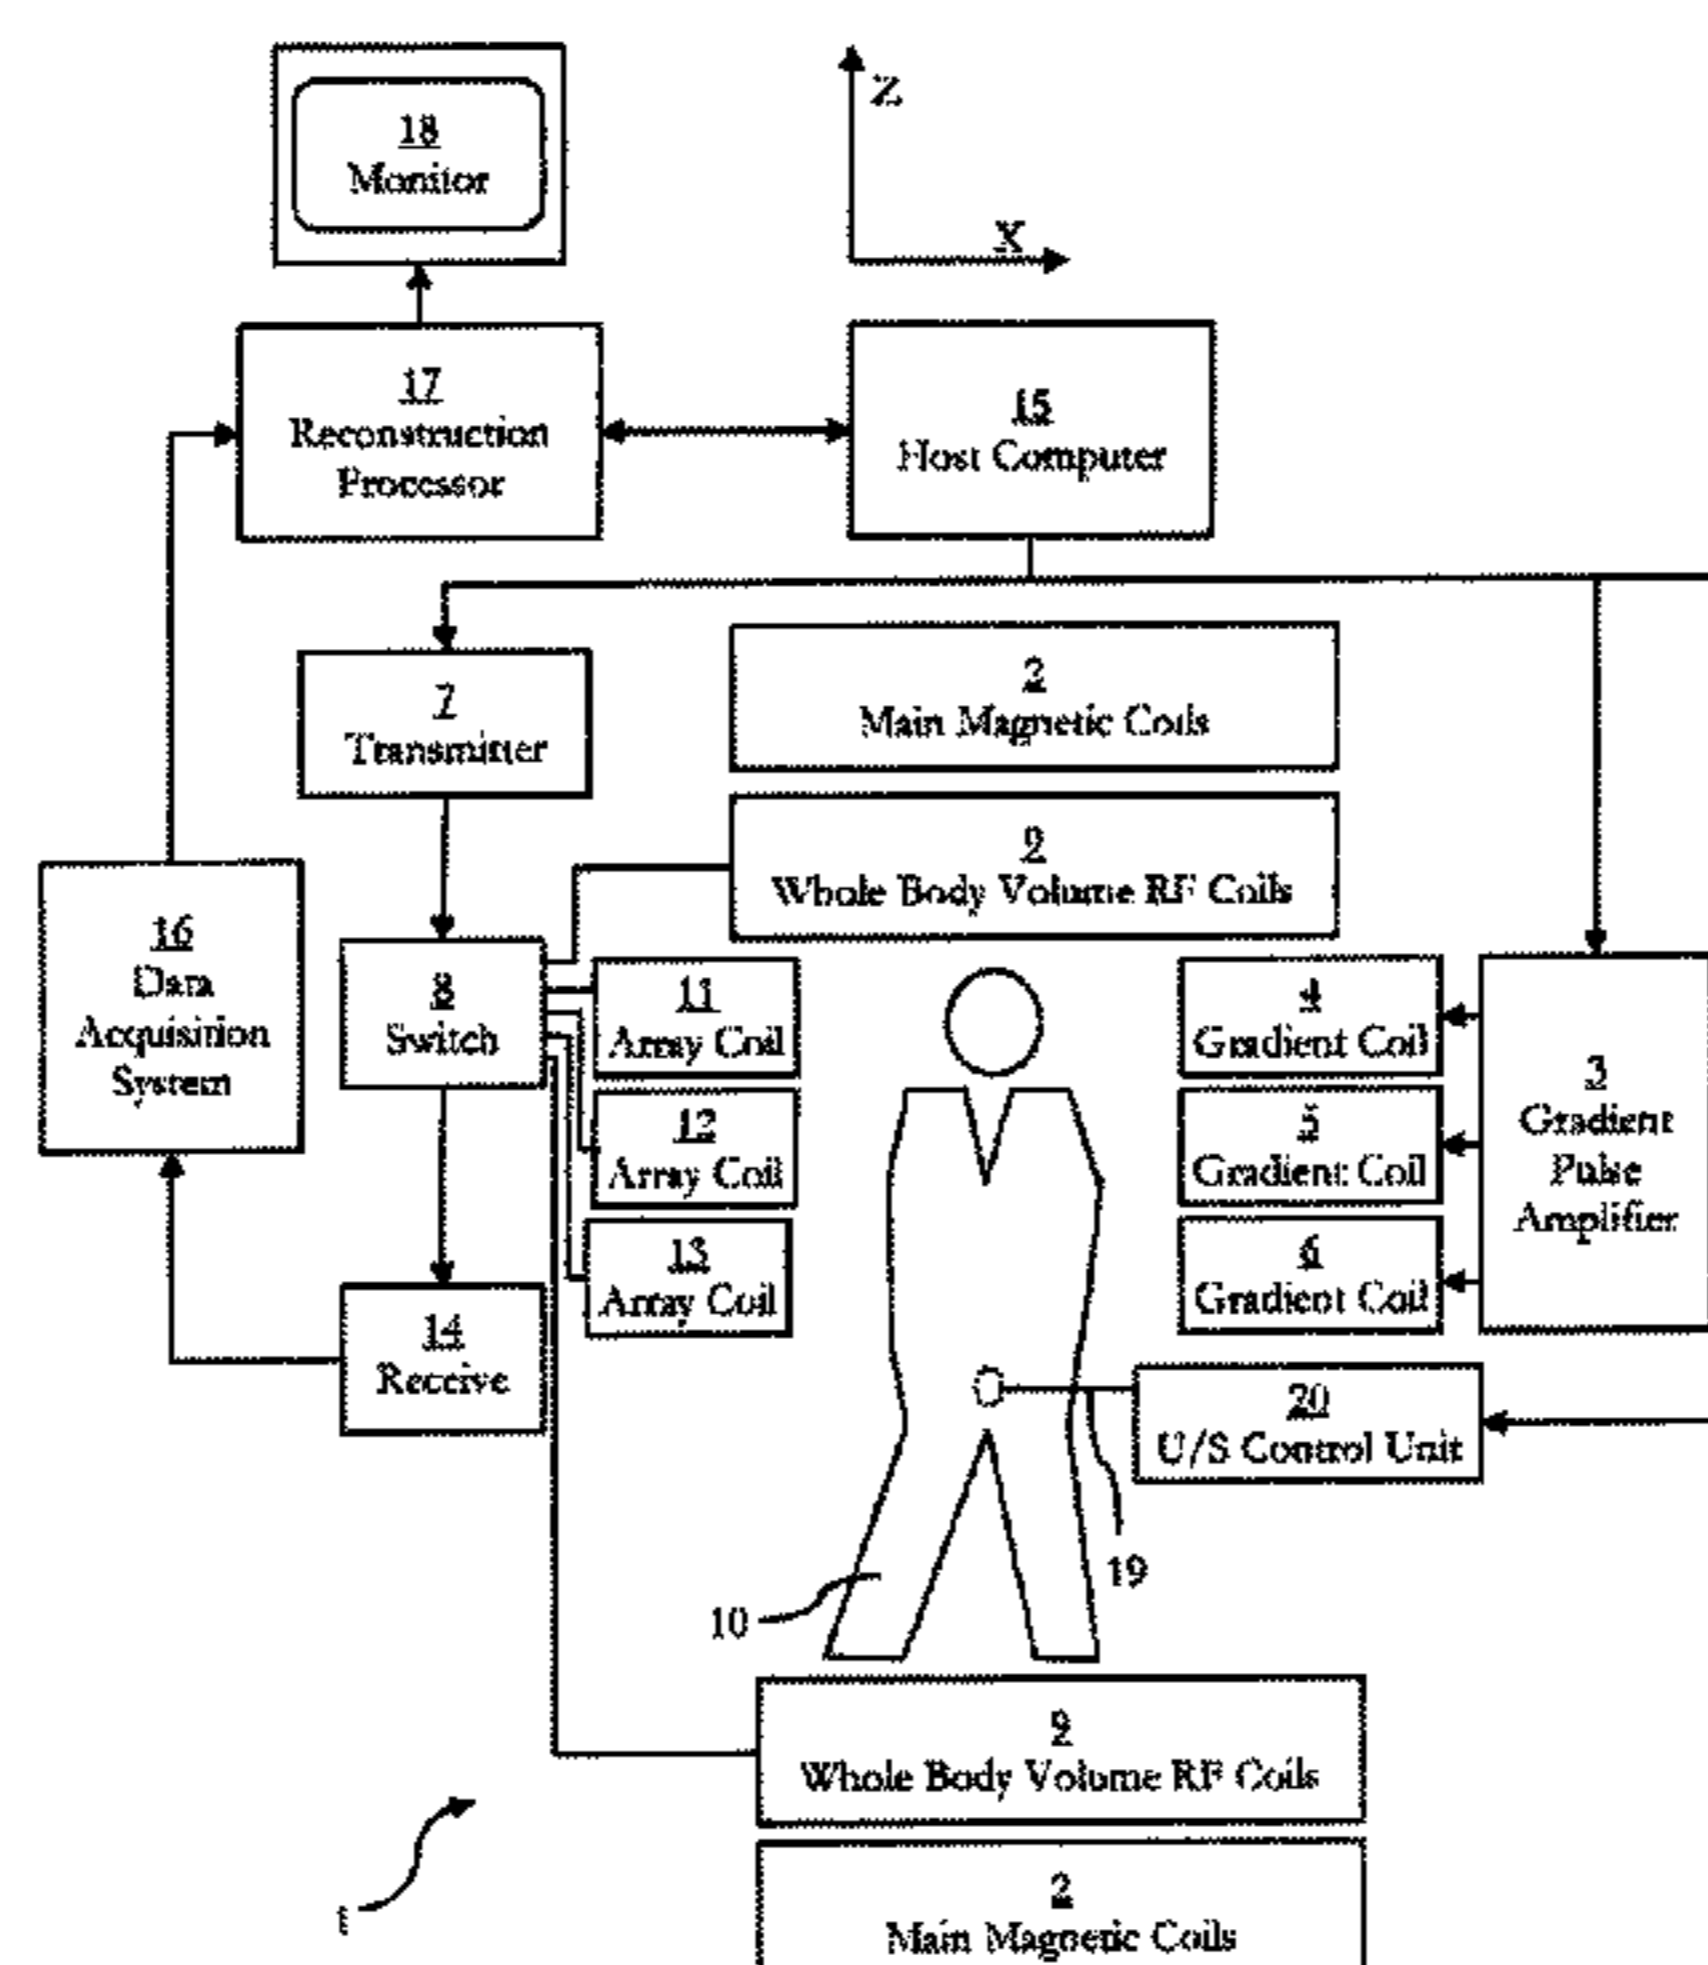 18
Monitor
Z
X
17
Reconstruction
Processor
15
Host Computer
7
Transmitter
2
Main Magnetic Coils
9
Whole Body Volume RF Coils
16
Data
Acquisition
System
8
Switch
11
Array Coil
12
Array Coil
13
Array Coil
4
Gradient Coil
5
Gradient Coil
6
Gradient Coil
3
Gradient
Pulse
Amplifier
14
Receive
20
U/S Control Unit
19
10
9
Whole Body Volume RF Coils
1
2
Main Magnetic Coils